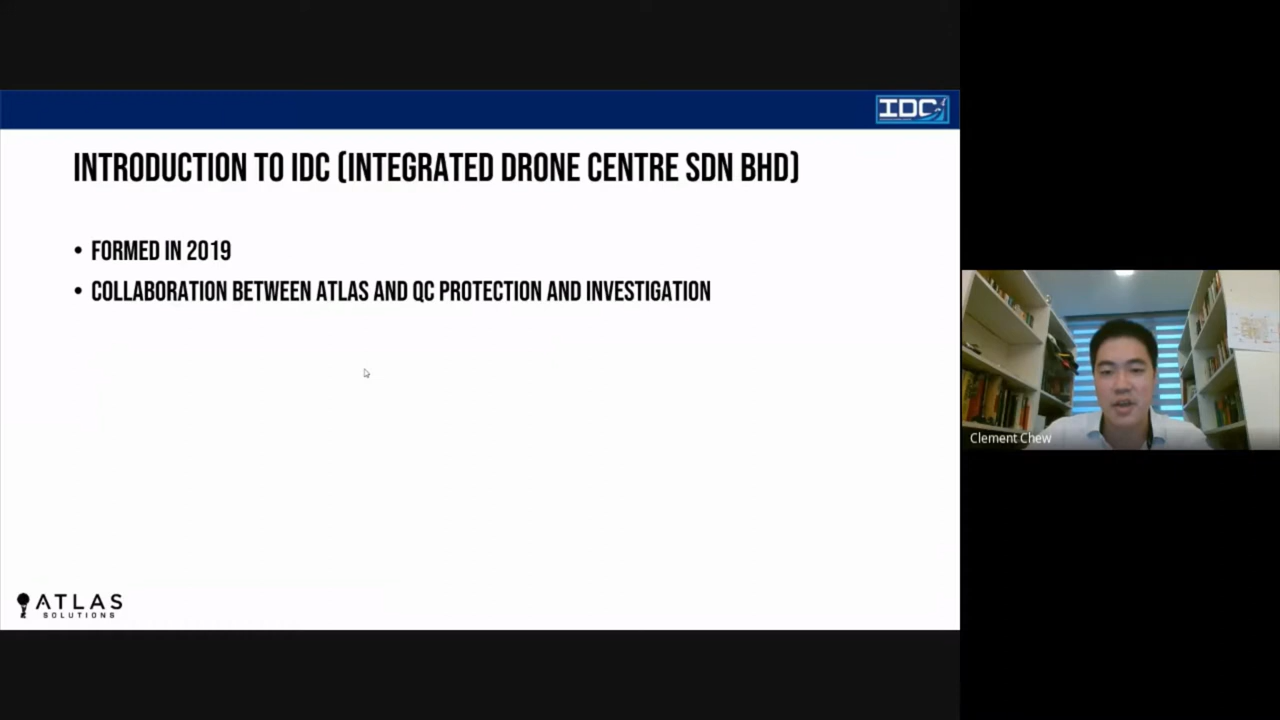 IDC
INTRODUCTION TO IDC (INTEGRATED DRONE CENTRE SDN BHD)
• FORMED IN 2019
• COLLABORATION BETWEEN ATLAS AND QC PROTECTION AND INVESTIGATION
Clement Chew
ATLAS
SOLUTIONS